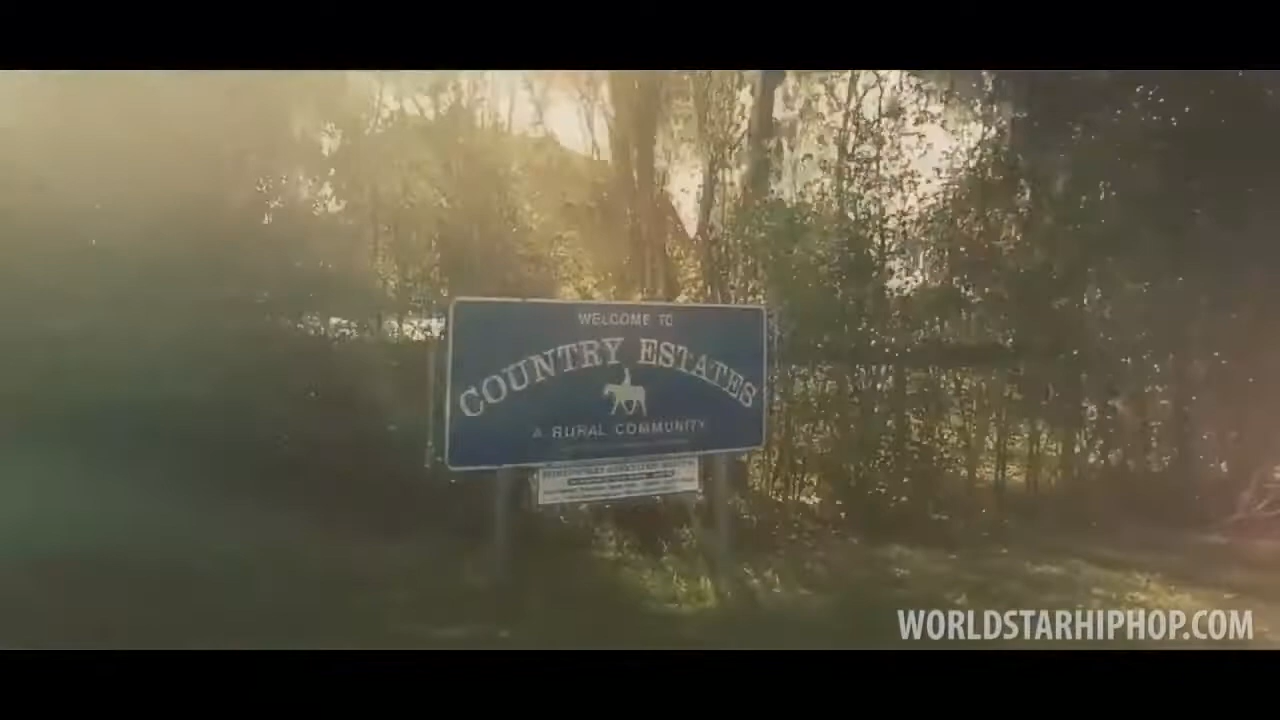 WELCOME TO
COUNTRY ESTATES
A RURAL COMMUNITY
WORLDSTARHIPHOP.COM